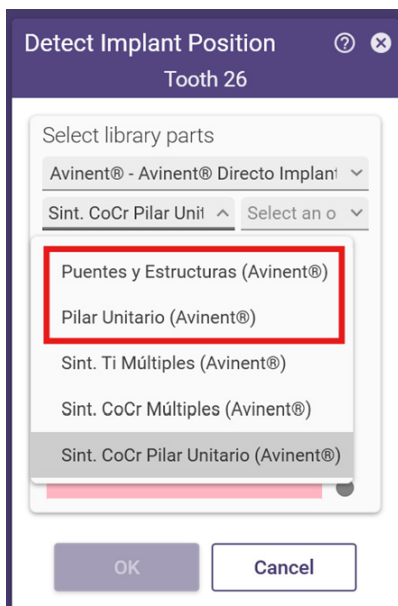 Detect Implant Position
Tooth 26
Select library parts
Avinent® - Avinent® Directo Implant
Sint. CoCr Pilar Unit Select an o
Puentes y Estructuras (Avinent®)
Pilar Unitario (Avinent®)
Sint. Ti Múltiples (Avinent®)
Sint. CoCr Múltiples (Avinent®)
Sint. CoCr Pilar Unitario (Avinent®)
OK Cancel